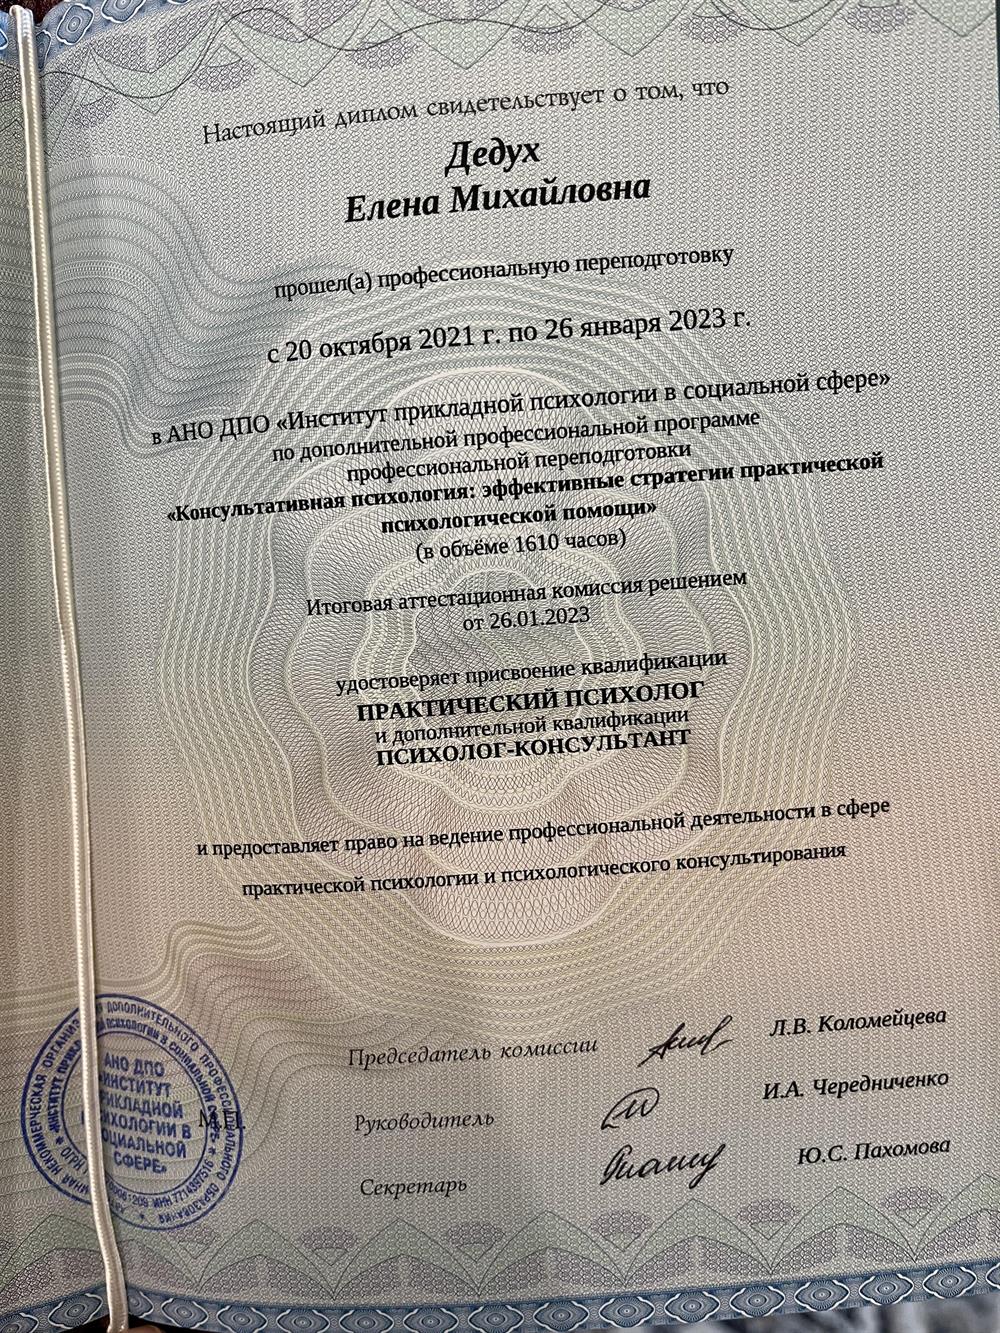 Настоящий диплом свидетельствует о том, что
Дедух
Елена Михайловна
прошел(а) профессиональную переподготовку
с 20 октября 2021 г. по 26 января 2023 г.
в АНО ДПО «Институт прикладной психологии в социальной сфере»
по дополнительной профессиональной программе
профессиональной переподготовки
«Консультативная психология: эффективные стратегии практической
психологической помощи»
(в объёме 1610 часов)
Итоговая аттестационная комиссия решением
от 26.01.2023
удостоверяет присвоение квалификации
ПРАКТИЧЕСКИЙ ПСИХОЛОГ
и дополнительной квалификации
ПСИХОЛОГ-КОНСУЛЬТАНТ
и предоставляет право на ведение профессиональной деятельности в сфере
практической психологии и психологического консультирования
Председатель комиссии Л.В. Коломейцева
М.П. Руководитель И.А. Чередниченко
Секретарь Ю.С. Пахомова
АНО ДПО
«ИНСТИТУТ
ПРИКЛАДНОЙ
ПСИХОЛОГИИ В
СОЦИАЛЬНОЙ
СФЕРЕ»